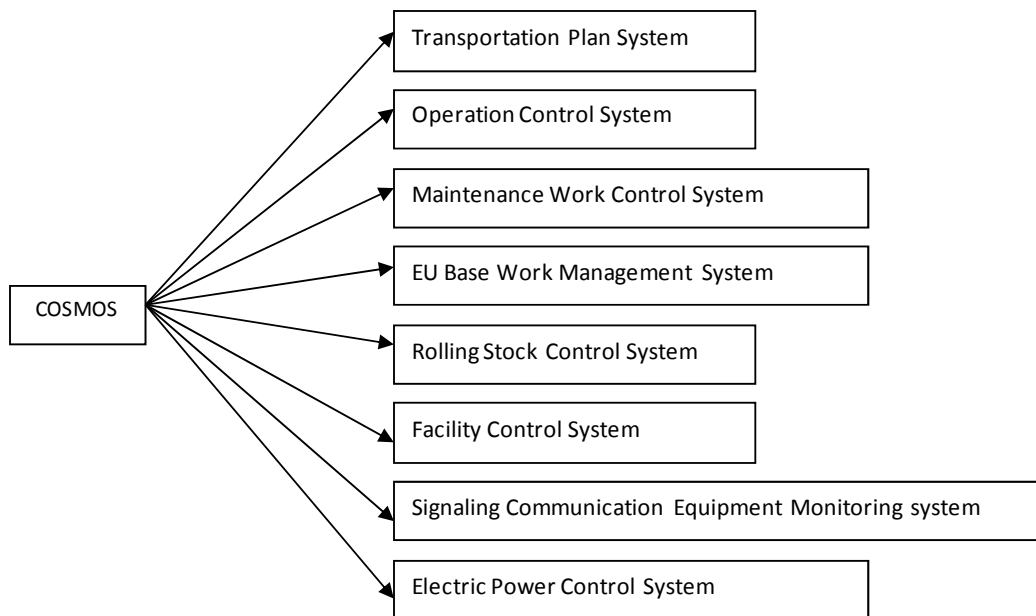 Transportation Plan System
Operation Control System
Maintenance Work Control System
EU Base Work Management System
COSMOS
Rolling Stock Control System
Facility Control System
Signaling Communication Equipment Monitoring system
Electric Power Control System